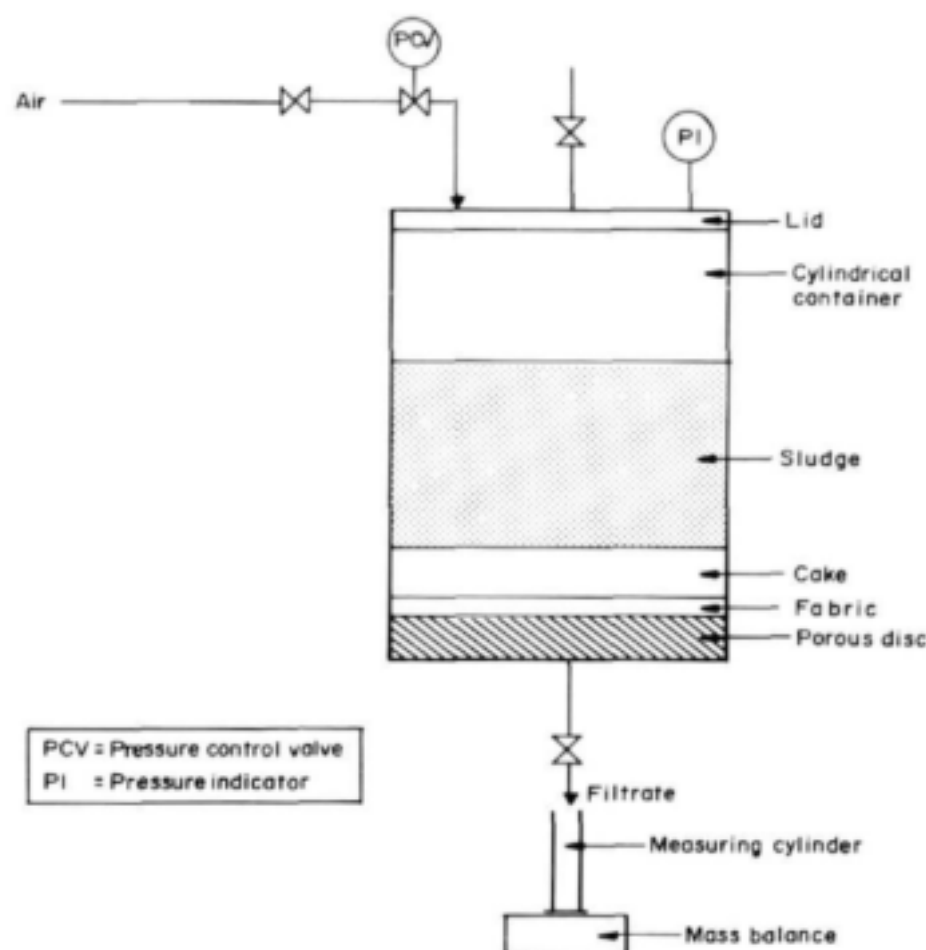 PCV
Air
PI
Lid
Cylindrical
container
Sludge
Cake
Fabric
Porous disc
PCV = Pressure control valve
PI = Pressure indicator
Filtrate
Measuring cylinder
Mass balance